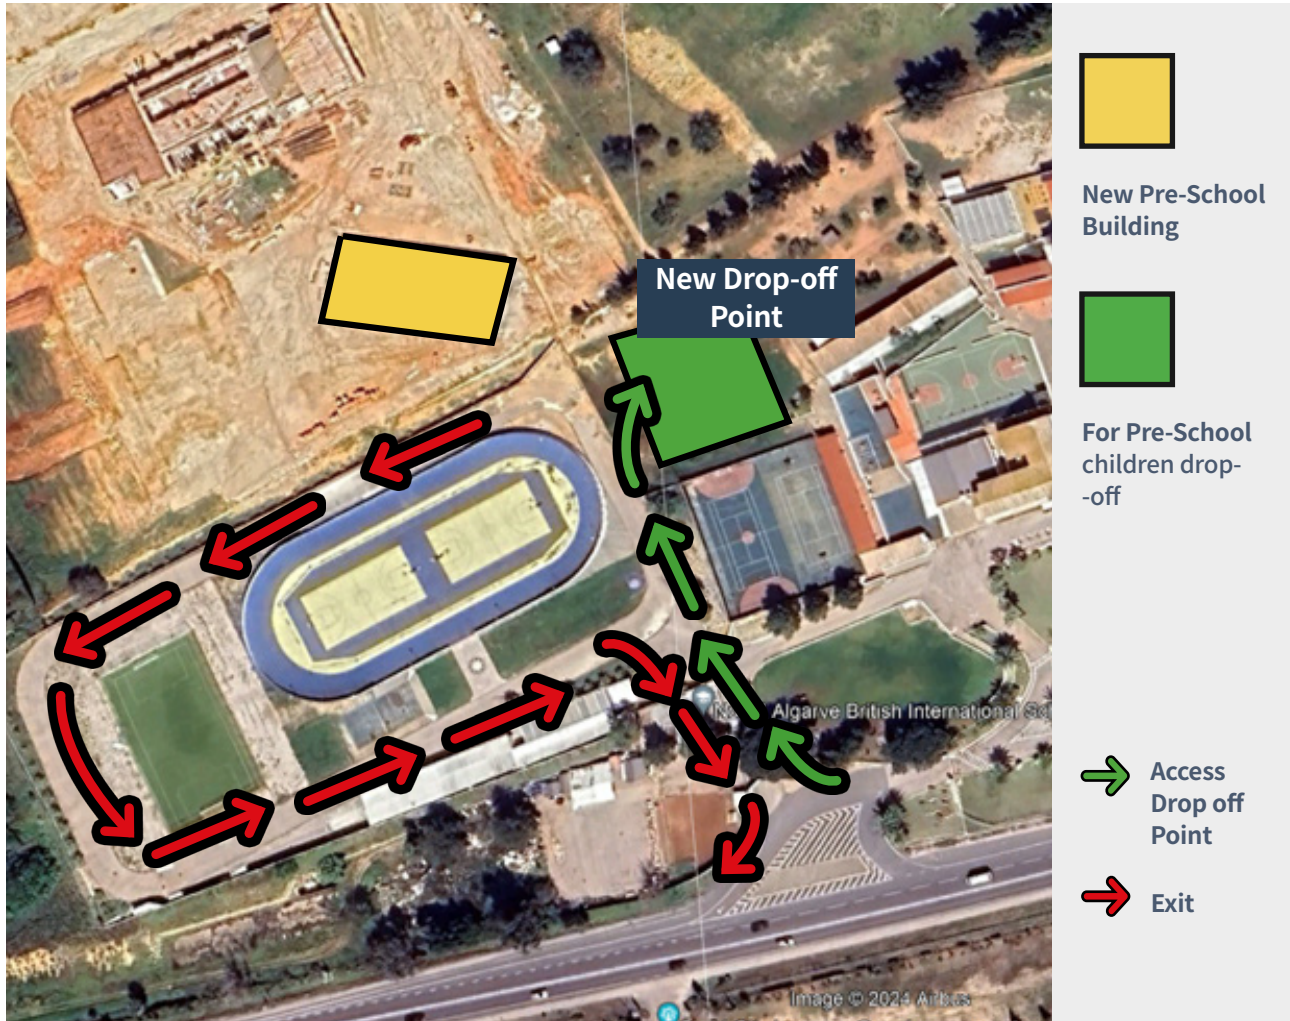 New Drop-off
Point
Algarve British International
Image © 2024 Airbus
New Pre-School
Building
For Pre-School
children drop-
-off
Access
Drop off
Point
Exit